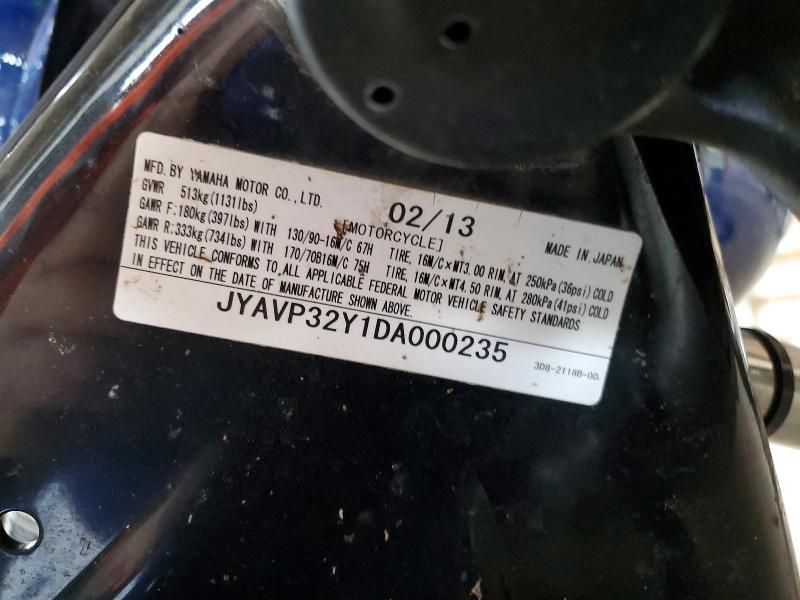 MFD. BY YAMAHA MOTOR CO., LTD. 02/13
GVWR 513kg(1131lbs) [MOTORCYCLE] MADE IN JAPAN
GAWR F:180kg(397lbs) WITH 130/90-16M/C 67H TIRE, 16M/C×MT3.00 RIM, AT 250kPa(36psi) COLD
GAWR R:333kg(734lbs) WITH 170/70B16M/C 75H TIRE, 16M/C×MT4.50 RIM, AT 280kPa(41psi) COLD
THIS VEHICLE CONFORMS TO ALL APPLICABLE FEDERAL MOTOR VEHICLE SAFETY STANDARDS
IN EFFECT ON THE DATE OF MANUFACTURE SHOWN ABOVE.
JYAVP32Y1DA000235
3D8-2118B-00